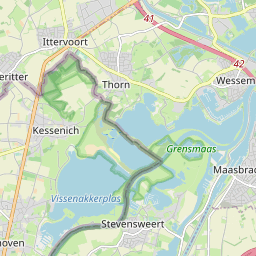 41
Ittervoort
eritter
Thorn
42
Wessem
Kessenich
Grensmaas
Maasbrac
Vissenakkerplas
Stevensweert
hoven